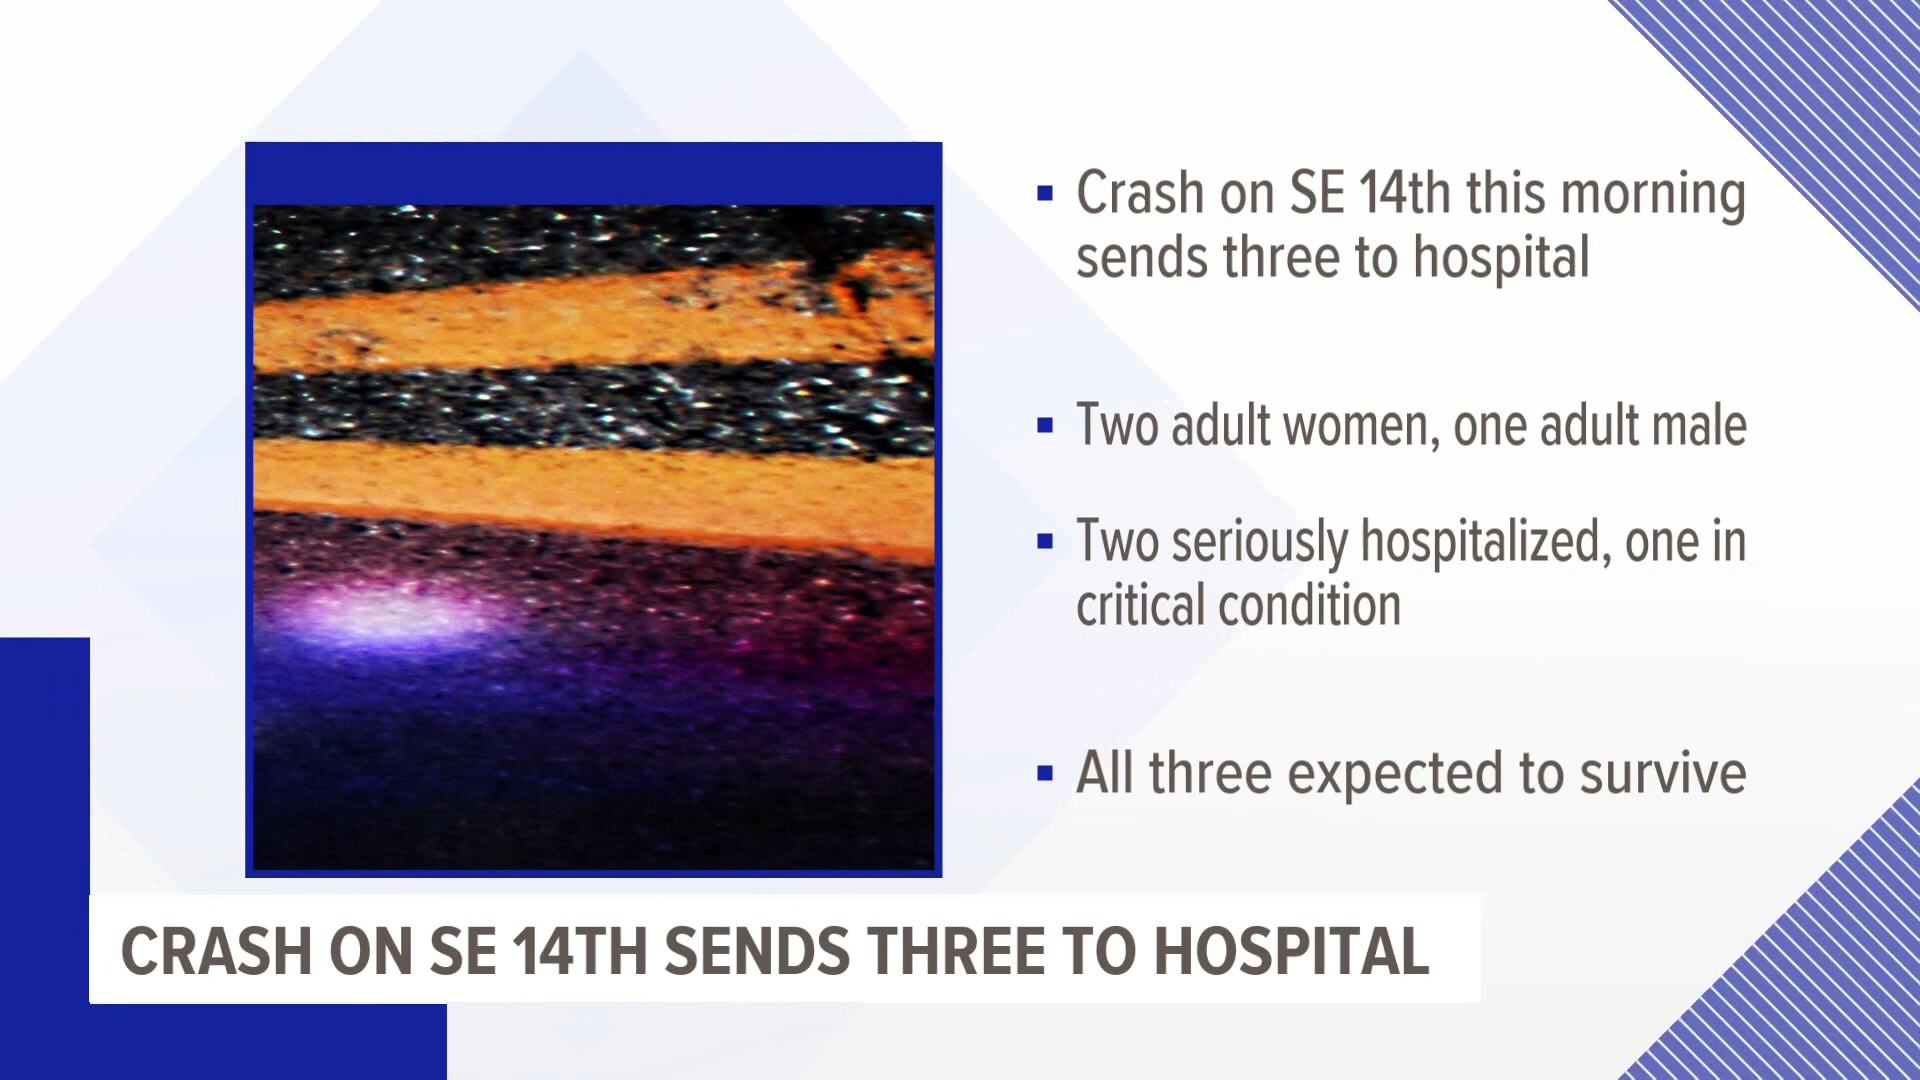 Crash on SE 14th this morning
sends three to hospital
Two adult women, one adult male
Two seriously hospitalized, one in
critical condition
All three expected to survive
CRASH ON SE 14TH SENDS THREE TO HOSPITAL